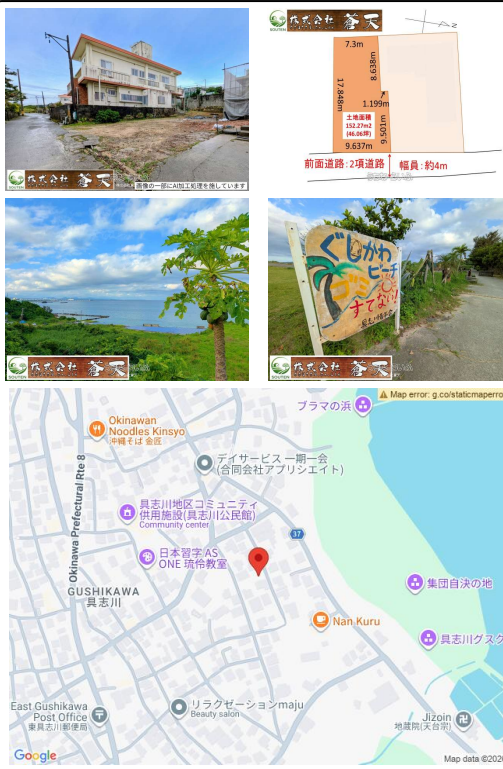 SOUTEN
株式会社 蒼天
画像の一部にAI加工処理を施しています
SOUTEN
株式会社 蒼天
Z
7.3m
8.638m
17.848m
1.199m
土地面積
152.27m2
(46.06坪)
9.501m
9.637m
前面道路:2項道路 幅員:約4m
SOUTEN
株式会社 蒼天
ぐしかわ
ビーチ
ゴミ
すてない!
SOUTEN
株式会社 蒼天
Map error: g.co/staticmaperro
ブラマの浜
Okinawan
Noodles Kinsyo
沖縄そば 金匠
デイサービス 一期一会
(合同会社アプリシエイト)
Okinawa Prefectural Rte 8
具志川地区コミュニティ
供用施設(具志川公民館)
Community center
37
日本習字 AS
ONE 琉伶教室
GUSHIKAWA
具志川
集団自決の地
Nan Kuru
具志川グスク
East Gushikawa
Post Office
東具志川郵便局
リラクゼーションmaju
Beauty salon
Jizoin
地蔵院(天台宗)
Google
Map data ©202